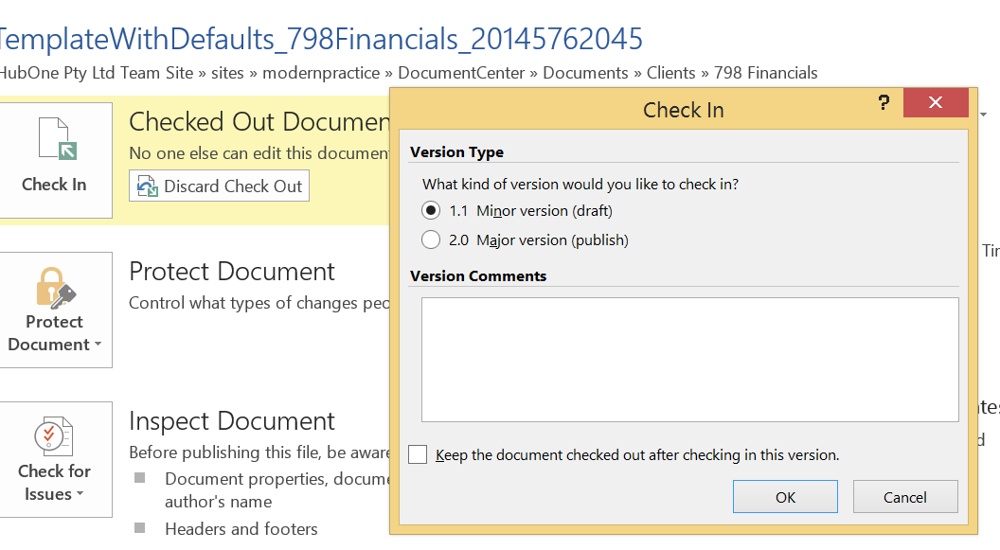 TemplateWithDefaults_798Financials_20145762045
HubOne Pty Ltd Team Site » sites » modernpractice » DocumentCenter » Documents » Clients » 798 Financials
Check In
Checked Out Documen
No one else can edit this documen
Discard Check Out
Protect
Document
Protect Document
Control what types of changes peo
Check for
Issues
Inspect Document
Before publishing this file, be aware
Document properties, docume
author's name
Headers and footers
Check In
?
Version Type
What kind of version would you like to check in?
1.1 Minor version (draft)
2.0 Major version (publish)
Version Comments
Keep the document checked out after checking in this version.
OK
Cancel